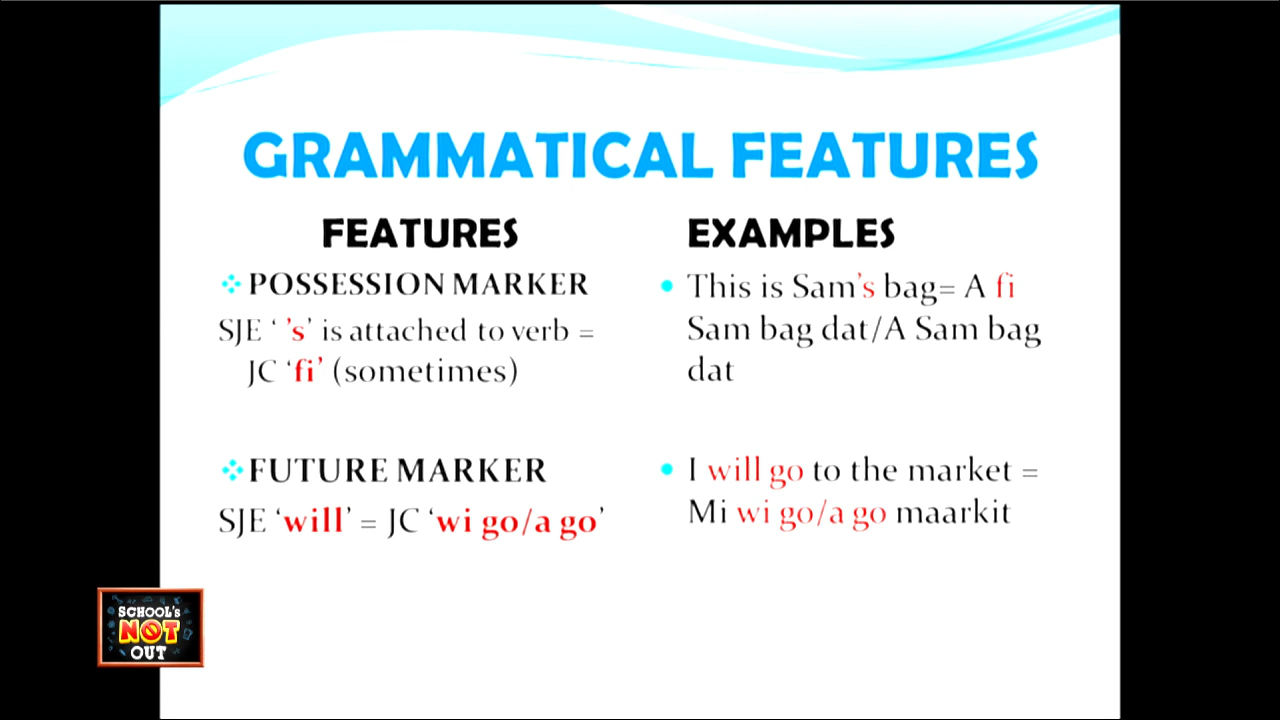 GRAMMATICAL FEATURES
FEATURES
POSSESSION MARKER
SJE ‘ ’s’ is attached to verb =
JC ‘fi’ (sometimes)
FUTURE MARKER
SJE ‘will’ = JC ‘wi go/a go’
EXAMPLES
This is Sam’s bag= A fi
Sam bag dat/A Sam bag
dat
I will go to the market =
Mi wi go/a go maarkit
SCHOOL'S
NOT
OUT